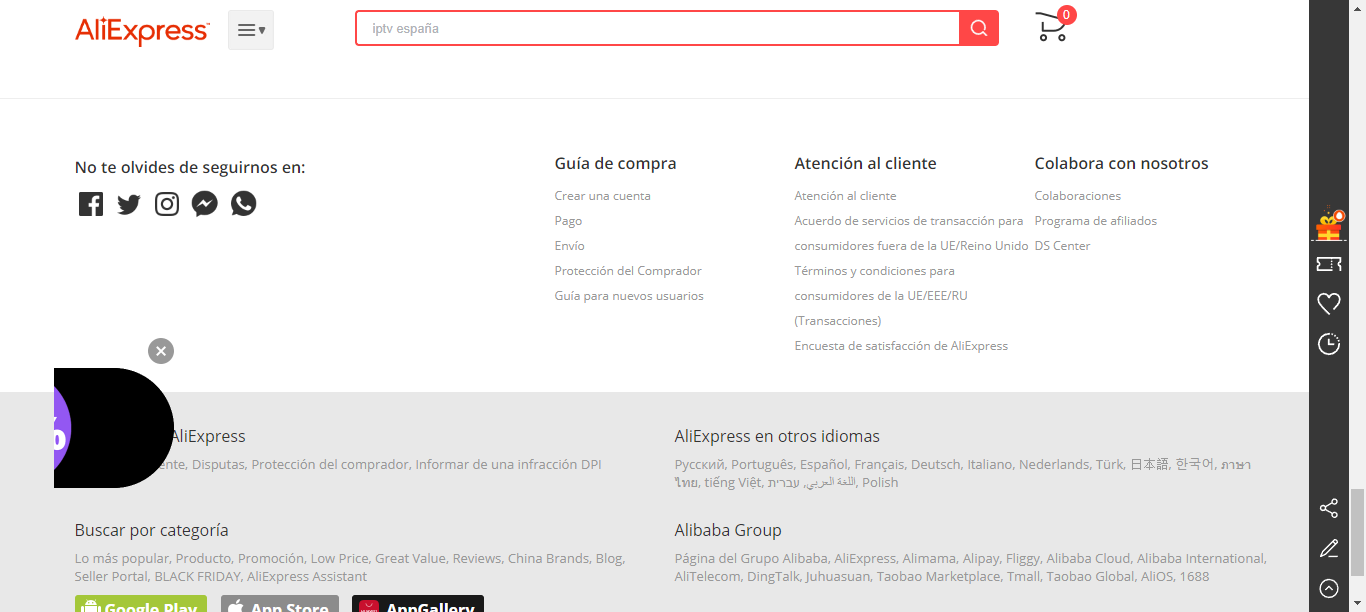 AliExpress
iptv españa
0
No te olvides de seguirnos en:
Guía de compra
Crear una cuenta
Pago
Envío
Protección del Comprador
Guía para nuevos usuarios
Atención al cliente
Atención al cliente
Acuerdo de servicios de transacción para
consumidores fuera de la UE/Reino Unido
Términos y condiciones para
consumidores de la UE/EEE/RU
(Transacciones)
Encuesta de satisfacción de AliExpress
Colabora con nosotros
Colaboraciones
Programa de afiliados
DS Center
AliExpress
Disputas, Protección del comprador, Informar de una infracción DPI
AliExpress en otros idiomas
Русский, Português, Español, Français, Deutsch, Italiano, Nederlands, Türk, 日本語, 한국어, ภาษา
ไทย, tiếng Việt, اللغة العربي, עברית, Polish
Buscar por categoría
Lo más popular, Producto, Promoción, Low Price, Great Value, Reviews, China Brands, Blog,
Seller Portal, BLACK FRIDAY, AliExpress Assistant
Alibaba Group
Página del Grupo Alibaba, AliExpress, Alimama, Alipay, Fliggy, Alibaba Cloud, Alibaba International,
AliTelecom, DingTalk, Juhuasuan, Taobao Marketplace, Tmall, Taobao Global, AliOS, 1688
Google Play
App Store
AppGallery